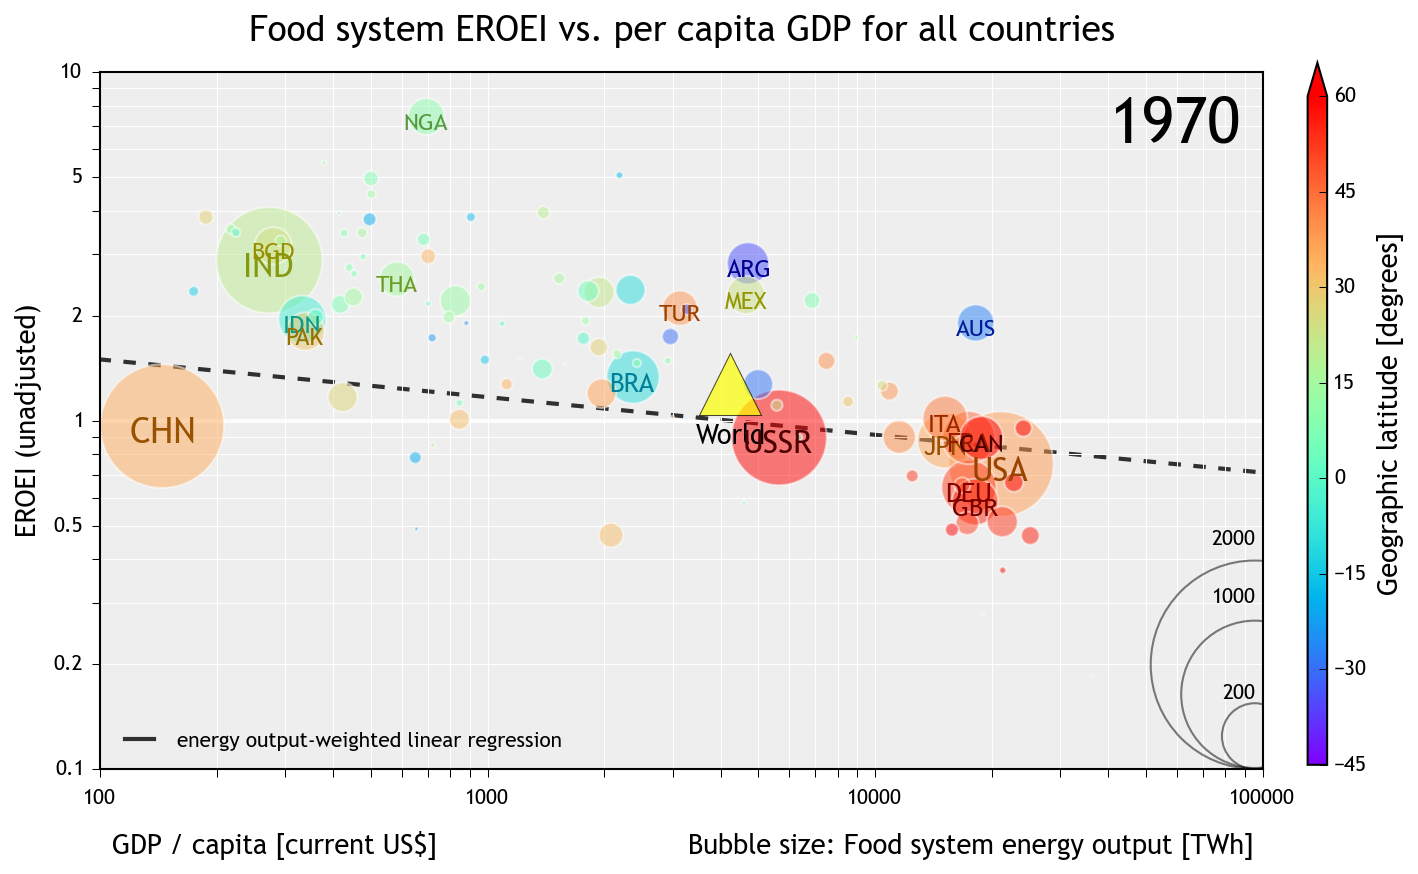 Food system EROEI vs. per capita GDP for all countries
1970
EROEI (unadjusted)
10
5
2
1
0.5
0.2
0.1
NGA
BGD
IND
THA
IDN
PAK
CHN
ARG
MEX
TUR
AUS
BRA
World
USSR
ITA
JPN
FRA
CAN
USA
DEU
GBR
2000
1000
200
energy output-weighted linear regression
100
1000
10000
100000
GDP / capita [current US$]
Bubble size: Food system energy output [TWh]
60
45
30
15
0
−15
−30
−45
Geographic latitude [degrees]